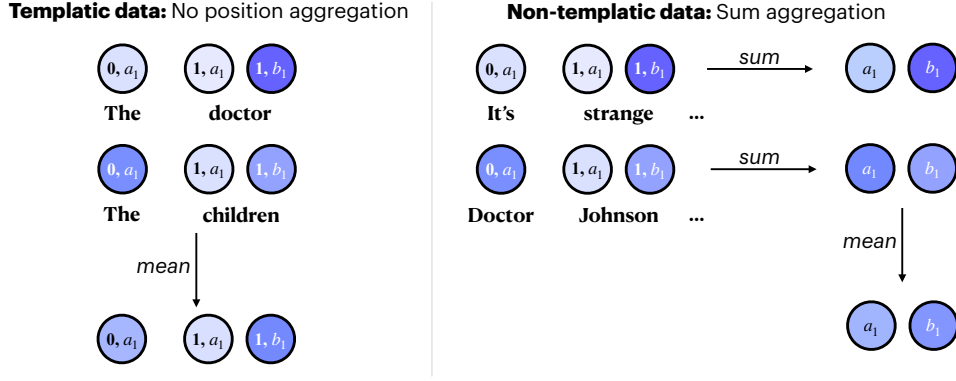 Templatic data: No position aggregation
0, a₁ 1, a₁ 1, b₁
The doctor
0, a₁ 1, a₁ 1, b₁
The children
mean
0, a₁ 1, a₁ 1, b₁
Non-templatic data: Sum aggregation
0, a₁ 1, a₁ 1, b₁ sum a₁ b₁
It's strange ...
0, a₁ 1, a₁ 1, b₁ sum a₁ b₁
Doctor Johnson ...
mean
a₁ b₁